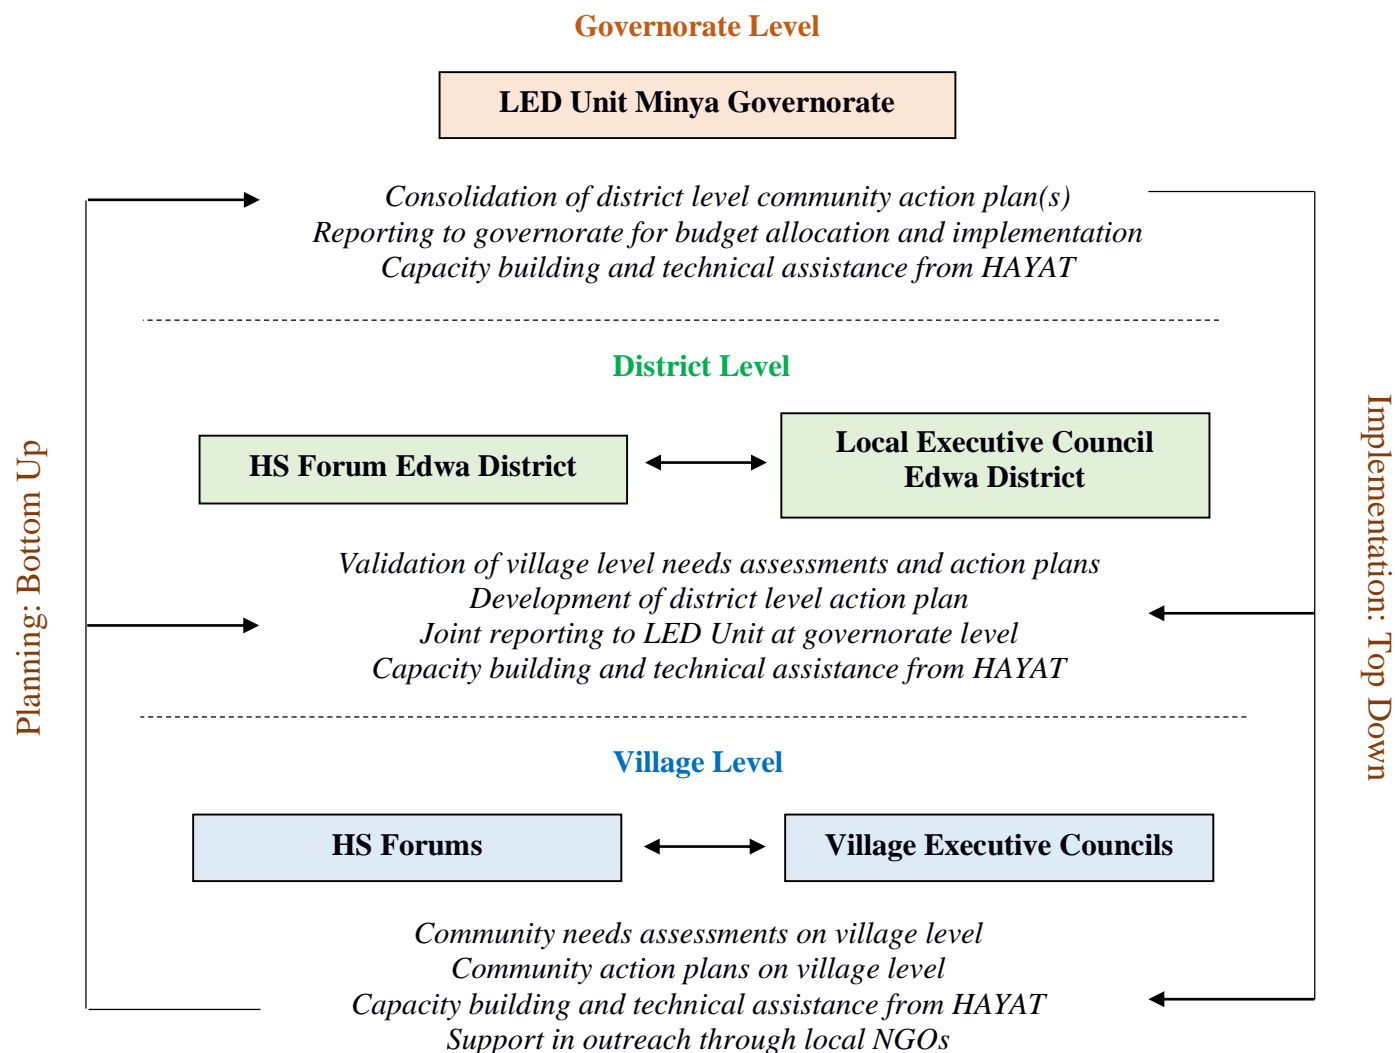 Governorate Level
LED Unit Minya Governorate
Consolidation of district level community action plan(s)
Reporting to governorate for budget allocation and implementation
Capacity building and technical assistance from HAYAT
District Level
HS Forum Edwa District
Local Executive Council
Edwa District
Validation of village level needs assessments and action plans
Development of district level action plan
Joint reporting to LED Unit at governorate level
Capacity building and technical assistance from HAYAT
Village Level
HS Forums
Village Executive Councils
Community needs assessments on village level
Community action plans on village level
Capacity building and technical assistance from HAYAT
Support in outreach through local NGOs
Planning: Bottom Up
Implementation: Top Down